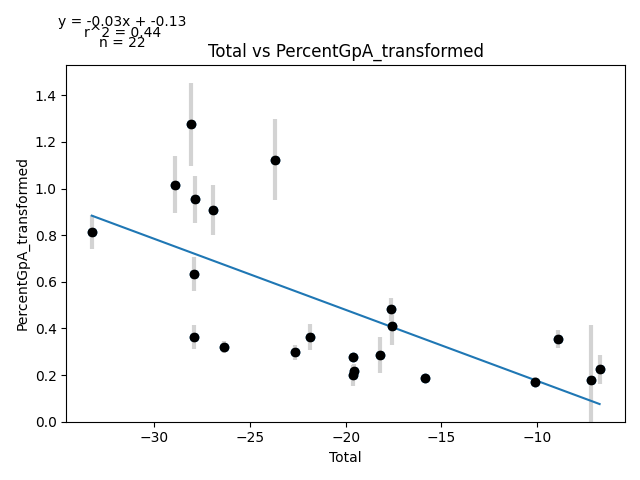 y = -0.03x + -0.13
r^2 = 0.44
n = 22
Total vs PercentGpA_transformed
PercentGpA_transformed
1.4
1.2
1.0
0.8
0.6
0.4
0.2
0.0
−30
−25
−20
−15
−10
Total